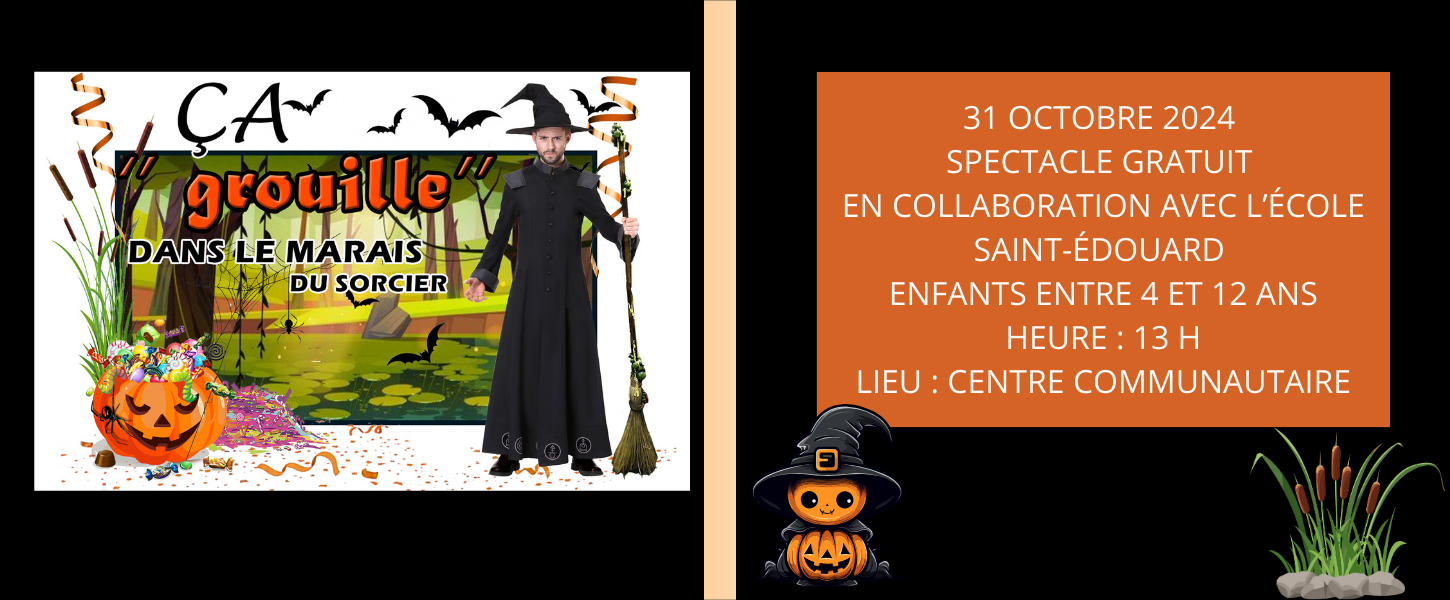 ÇA
" grouille "
DANS LE MARAIS
DU SORCIER
31 OCTOBRE 2024
SPECTACLE GRATUIT
EN COLLABORATION AVEC L'ÉCOLE
SAINT-ÉDOUARD
ENFANTS ENTRE 4 ET 12 ANS
HEURE : 13 H
LIEU : CENTRE COMMUNAUTAIRE